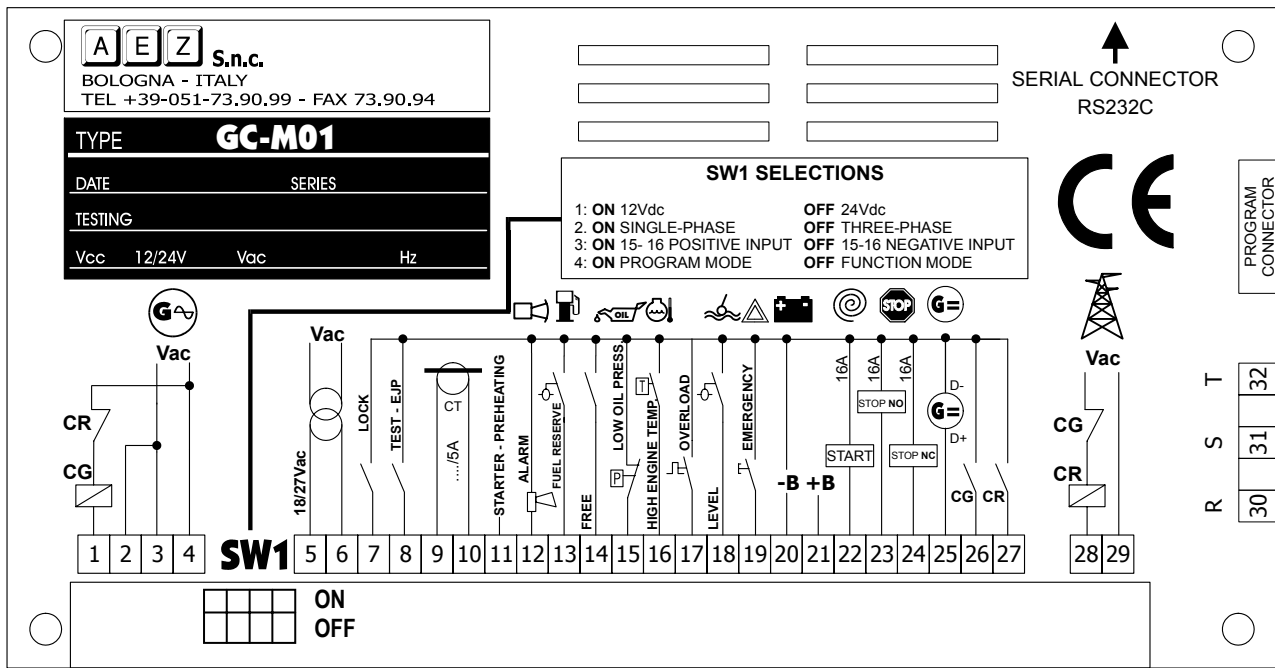 A E Z S.n.c.
BOLOGNA - ITALY
TEL +39-051-73.90.99 - FAX 73.90.94
SERIAL CONNECTOR
RS232C
TYPE GC-M01
DATE SERIES
TESTING
Vcc 12/24V Vac Hz
SW1 SELECTIONS
1: ON 12Vdc OFF 24Vdc
2: ON SINGLE-PHASE OFF THREE-PHASE
3: ON 15- 16 POSITIVE INPUT OFF 15-16 NEGATIVE INPUT
4: ON PROGRAM MODE OFF FUNCTION MODE
CE
PROGRAM
CONNECTOR
G
Vac
CR
CG
1 2 3 4
SW1
Vac
18/27Vac
LOCK
TEST - EJP
CT
..../5A
STARTER - PREHEATING
ALARM
FUEL RESERVE
FREE
OIL
LOW OIL PRESS.
P
HIGH ENGINE TEMP.
T
OVERLOAD
LEVEL
EMERGENCY
+ -
-B +B
16A
START
STOP
16A
STOP NO
16A
STOP NC
G=
D-
G=
D+
CG
CR
5 6 7 8 9 10 11 12 13 14 15 16 17 18 19 20 21 22 23 24 25 26 27
Vac
CG
CR
28 29
T 32
S 31
R 30
ON
OFF